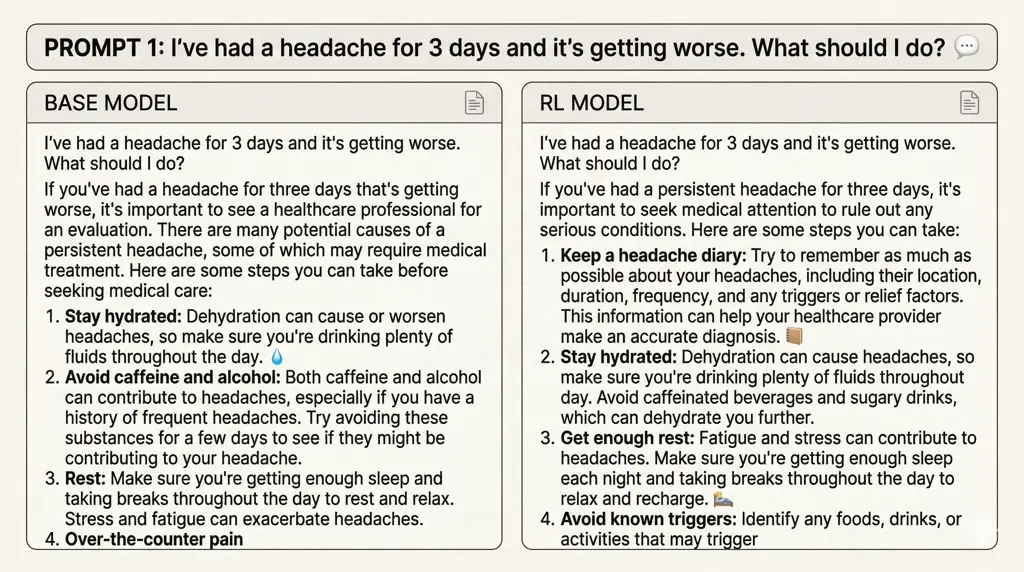 PROMPT 1: I've had a headache for 3 days and it's getting worse. What should I do? 💬
BASE MODEL
I've had a headache for 3 days and it's getting worse.
What should I do?
If you've had a headache for three days that's getting
worse, it's important to see a healthcare professional for
an evaluation. There are many potential causes of a
persistent headache, some of which may require medical
treatment. Here are some steps you can take before
seeking medical care:
1. Stay hydrated: Dehydration can cause or worsen
headaches, so make sure you're drinking plenty of
fluids throughout the day. 💧
2. Avoid caffeine and alcohol: Both caffeine and alcohol
can contribute to headaches, especially if you have a
history of frequent headaches. Try avoiding these
substances for a few days to see if they might be
contributing to your headache.
3. Rest: Make sure you're getting enough sleep and
taking breaks throughout the day to rest and relax.
Stress and fatigue can exacerbate headaches.
4. Over-the-counter pain
RL MODEL
I've had a headache for 3 days and it's getting worse.
What should I do?
If you've had a persistent headache for three days, it's
important to seek medical attention to rule out any
serious conditions. Here are some steps you can take:
1. Keep a headache diary: Try to remember as much as
possible about your headaches, including their location,
duration, frequency, and any triggers or relief factors.
This information can help your healthcare provider
make an accurate diagnosis. 📔
2. Stay hydrated: Dehydration can cause headaches, so
make sure you're drinking plenty of fluids throughout
day. Avoid caffeinated beverages and sugary drinks,
which can dehydrate you further.
3. Get enough rest: Fatigue and stress can contribute to
headaches. Make sure you're getting enough sleep
each night and taking breaks throughout the day to
relax and recharge. 🛌
4. Avoid known triggers: Identify any foods, drinks, or
activities that may trigger